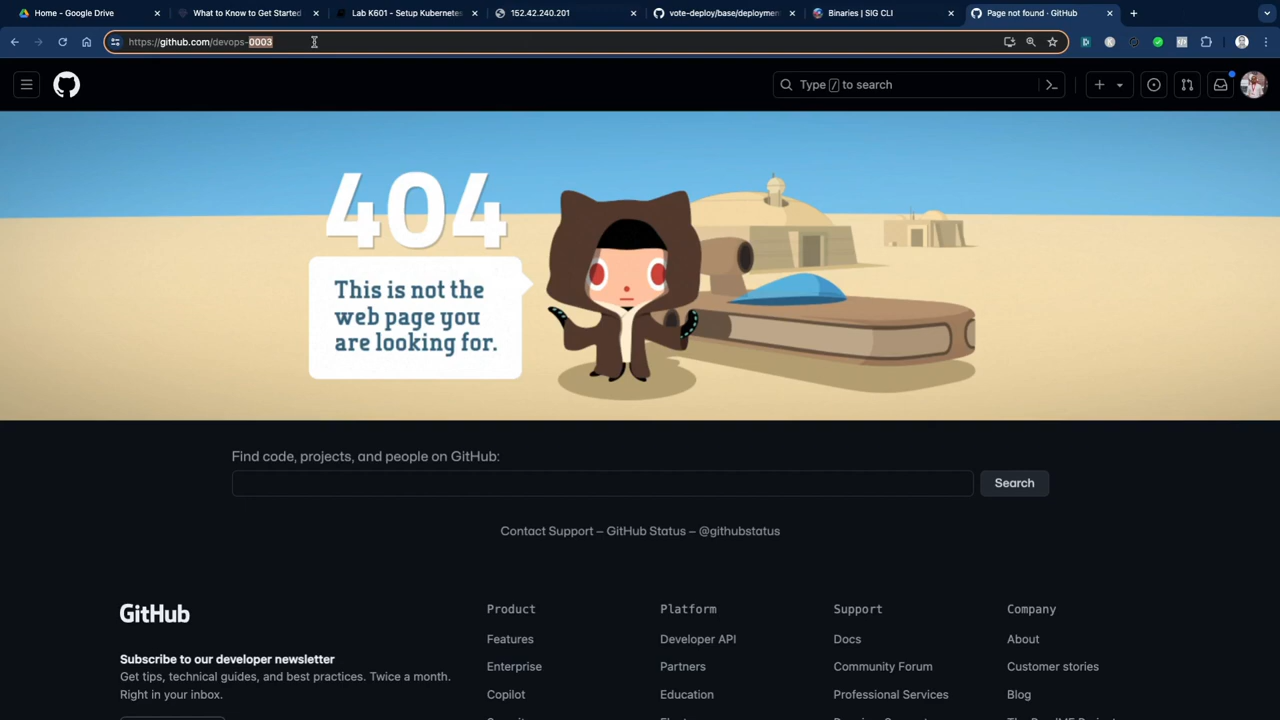 Home - Google Drive
What to Know to Get Started
Lab K601 – Setup Kubernetes
152.42.240.201
vote-deploy/base/deploymen
Binaries | SIG CLI
Page not found · GitHub
https://github.com/devops-0003
Type / to search
404
This is not the
web page you
are looking for.
Find code, projects, and people on GitHub:
Search
Contact Support — GitHub Status — @githubstatus
GitHub
Subscribe to our developer newsletter
Get tips, technical guides, and best practices. Twice a month.
Right in your inbox.
Product
Features
Enterprise
Copilot
Platform
Developer API
Partners
Education
Support
Docs
Community Forum
Professional Services
Company
About
Customer stories
Blog